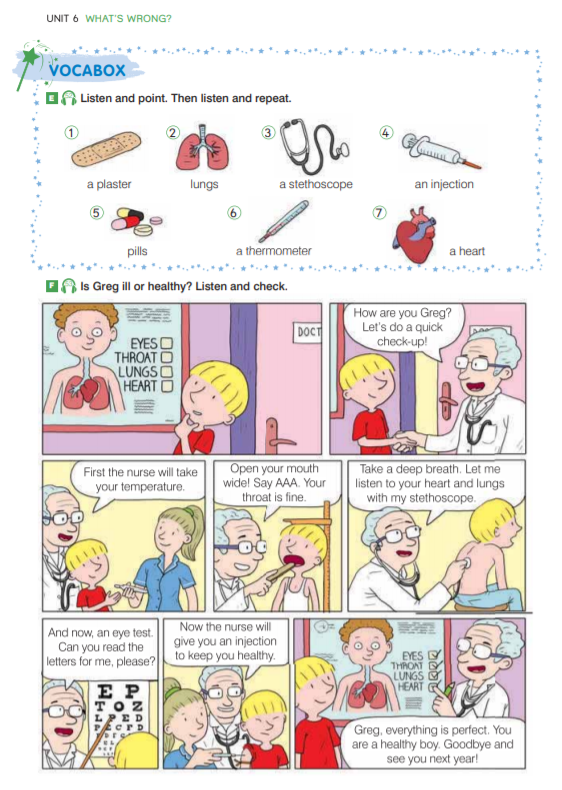 UNIT 6 WHAT'S WRONG?
VOCABOX
E Listen and point. Then listen and repeat.
1
2
3
4
a plaster
lungs
a stethoscope
an injection
5
6
7
pills
a thermometer
a heart
F Is Greg ill or healthy? Listen and check.
EYES
THROAT
LUNGS
HEART
DOCT
How are you Greg?
Let's do a quick
check-up!
First the nurse will take
your temperature.
Open your mouth
wide! Say AAA. Your
throat is fine.
Take a deep breath. Let me
listen to your heart and lungs
with my stethoscope.
And now, an eye test.
Can you read the
letters for me, please?
E P
T O Z
L P E D
P E C F D
Now the nurse will
give you an injection
to keep you healthy.
EYES
THROAT
LUNGS
HEART
Greg, everything is perfect. You
are a healthy boy. Goodbye and
see you next year!